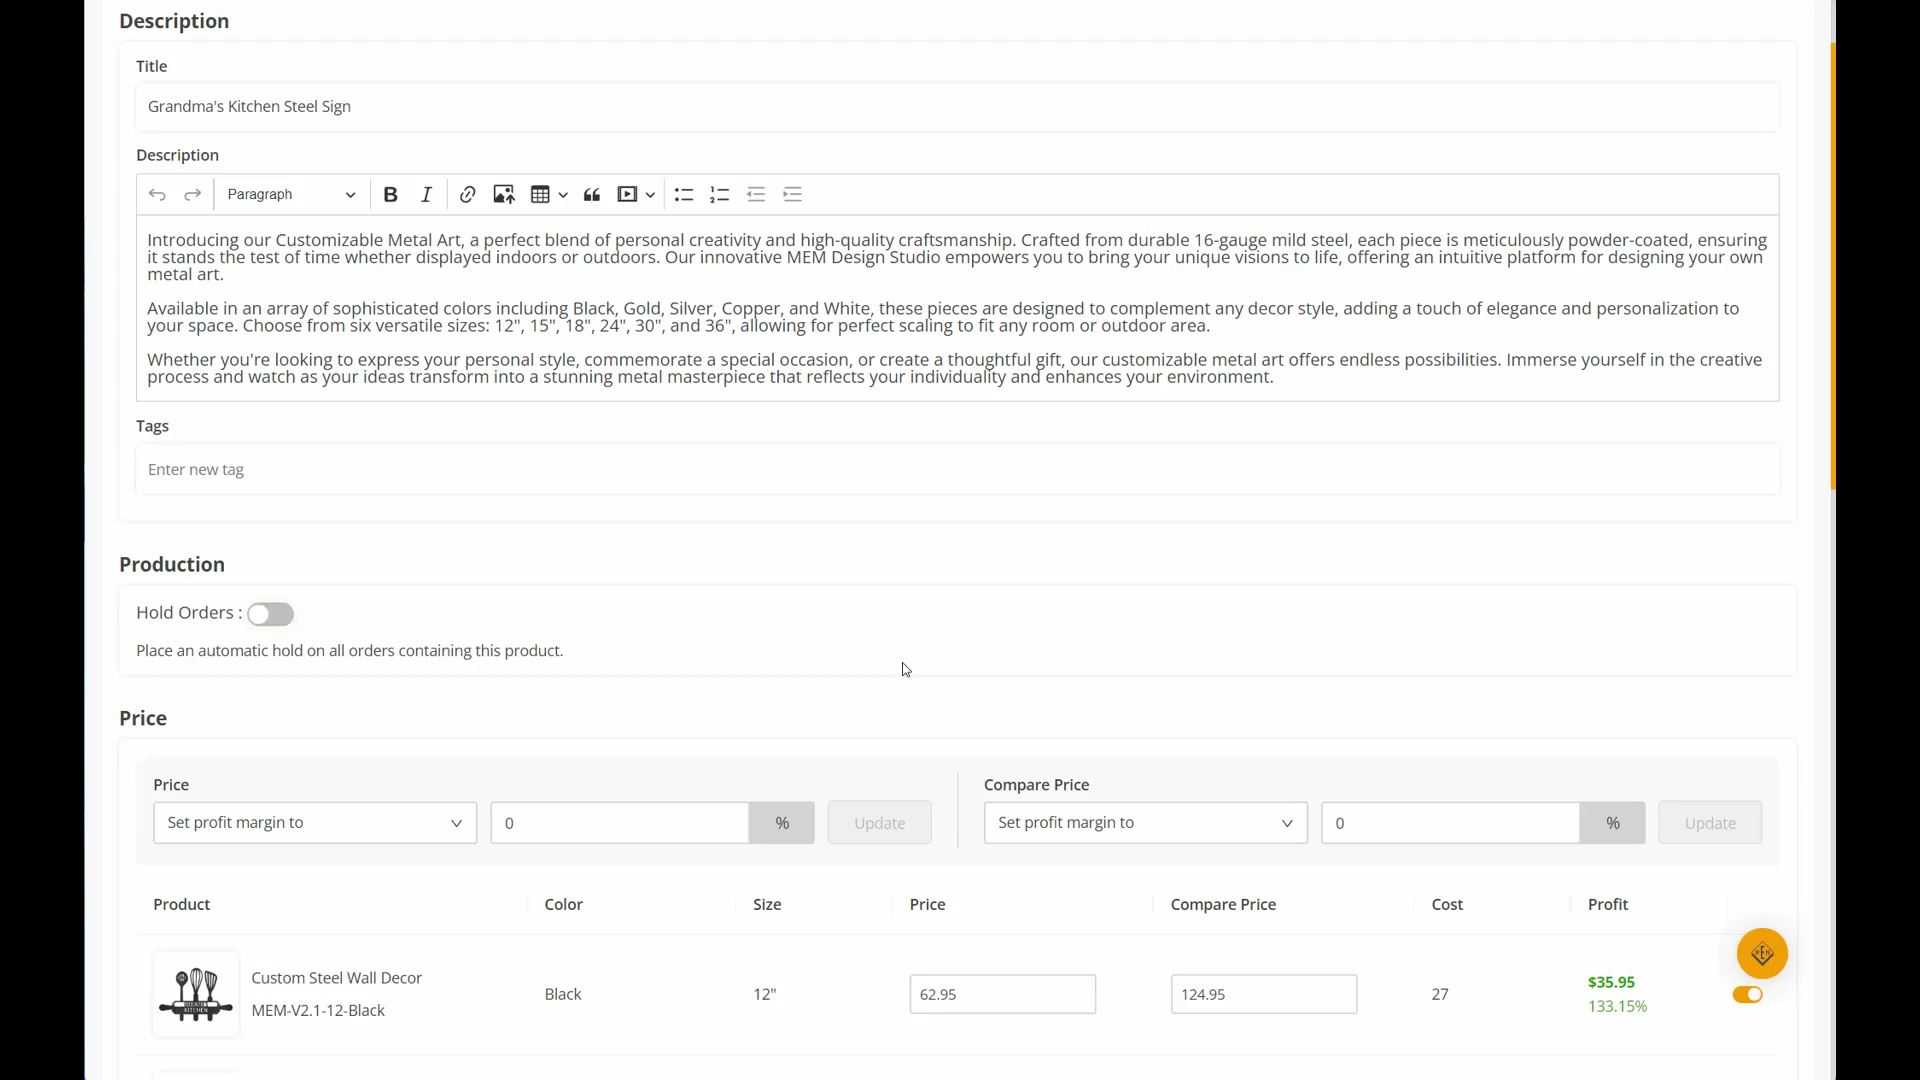 Description
Title
Grandma's Kitchen Steel Sign
Description
Paragraph
Introducing our Customizable Metal Art, a perfect blend of personal creativity and high-quality craftsmanship. Crafted from durable 16-gauge mild steel, each piece is meticulously powder-coated, ensuring
it stands the test of time whether displayed indoors or outdoors. Our innovative MEM Design Studio empowers you to bring your unique visions to life, offering an intuitive platform for designing your own
metal art.
Available in an array of sophisticated colors including Black, Gold, Silver, Copper, and White, these pieces are designed to complement any decor style, adding a touch of elegance and personalization to
your space. Choose from six versatile sizes: 12", 15", 18", 24", 30", and 36", allowing for perfect scaling to fit any room or outdoor area.
Whether you're looking to express your personal style, commemorate a special occasion, or create a thoughtful gift, our customizable metal art offers endless possibilities. Immerse yourself in the creative
process and watch as your ideas transform into a stunning metal masterpiece that reflects your individuality and enhances your environment.
Tags
Enter new tag
Production
Hold Orders :
Place an automatic hold on all orders containing this product.
Price
Price Compare Price
Set profit margin to 0 % Update Set profit margin to 0 % Update
Product Color Size Price Compare Price Cost Profit
Custom Steel Wall Decor
MEM-V2.1-12-Black
Black 12" 62.95 124.95 27
$35.95
133.15%
KITCHEN
MEM